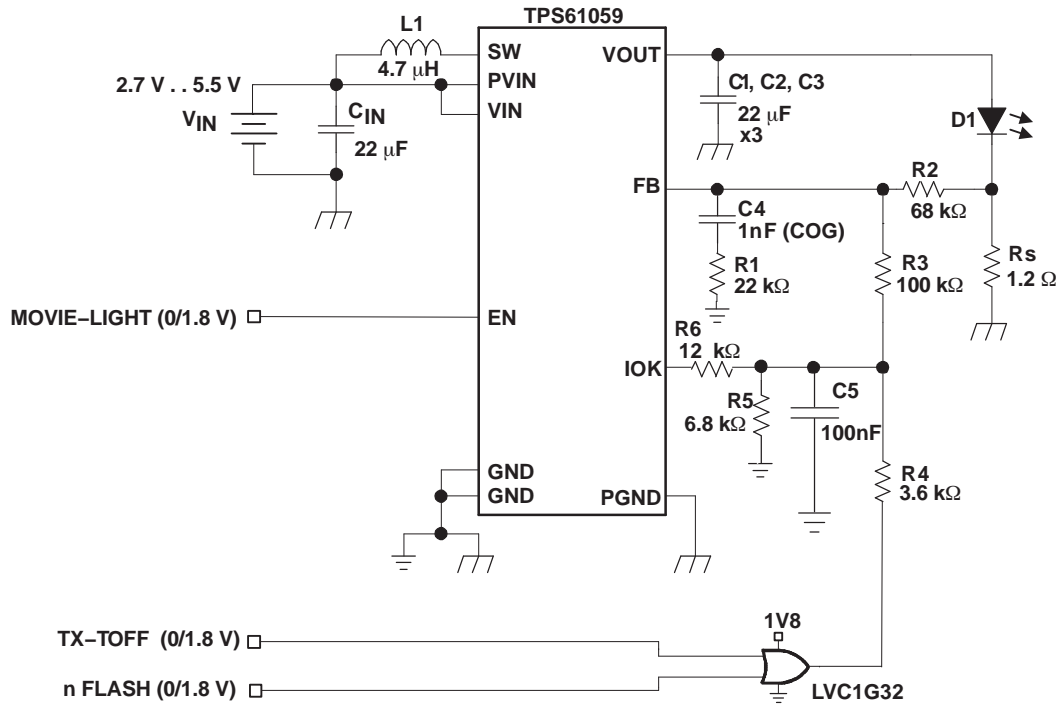 TPS61059
L1
4.7 μH
SW
PVIN
VIN
VOUT
2.7 V . . 5.5 V
VIN
CIN
22 μF
C1, C2, C3
22 μF
x3
D1
FB
R2
68 kΩ
C4
1nF (COG)
R1
22 kΩ
R3
100 kΩ
Rs
1.2 Ω
MOVIE–LIGHT (0/1.8 V)
EN
R6
12 kΩ
IOK
R5
6.8 kΩ
C5
100nF
R4
3.6 kΩ
GND
GND
PGND
TX–TOFF (0/1.8 V)
1V8
n FLASH (0/1.8 V)
LVC1G32